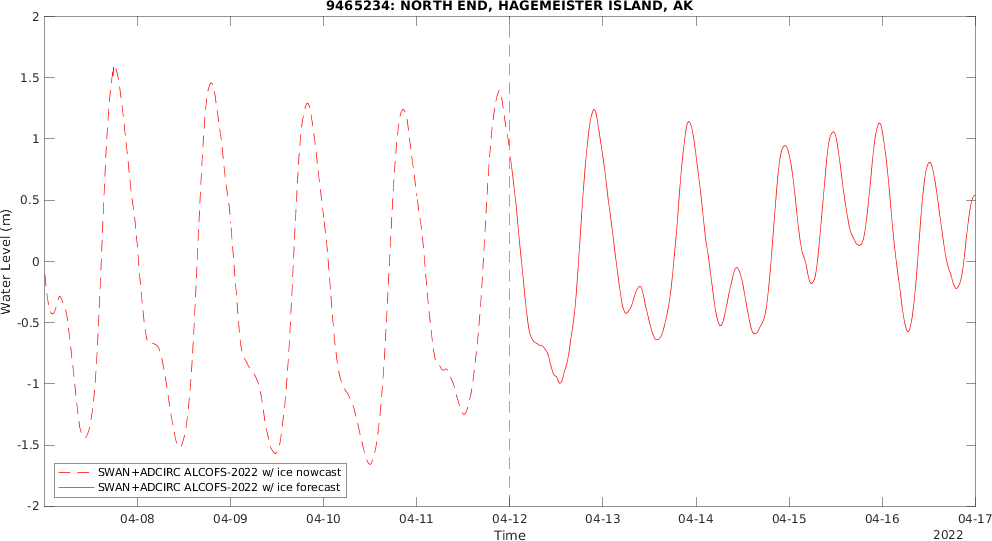 9465234: NORTH END, HAGEMEISTER ISLAND, AK
2
1.5
1
0.5
0
-0.5
-1
-1.5
-2
Water Level (m)
SWAN+ADCIRC ALCOFS-2022 w/ ice nowcast
SWAN+ADCIRC ALCOFS-2022 w/ ice forecast
04-08 04-09 04-10 04-11 04-12 04-13 04-14 04-15 04-16 04-17
Time
2022